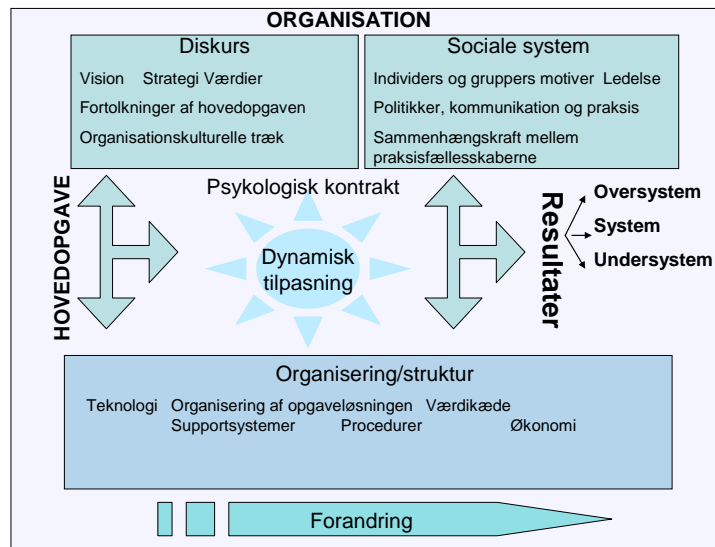 ORGANISATION
Diskurs
Vision Strategi Værdier
Fortolkninger af hovedopgaven
Organisationskulturelle træk
Sociale system
Individers og gruppers motiver Ledelse
Politikker, kommunikation og praksis
Sammenhængskraft mellem
praksisfællesskaberne
HOVEDOPGAVE
Psykologisk kontrakt
Dynamisk
tilpasning
Resultater
Oversystem
System
Undersystem
Organisering/struktur
Teknologi Organisering af opgaveløsningen Værdikæde
Supportsystemer Procedurer Økonomi
Forandring